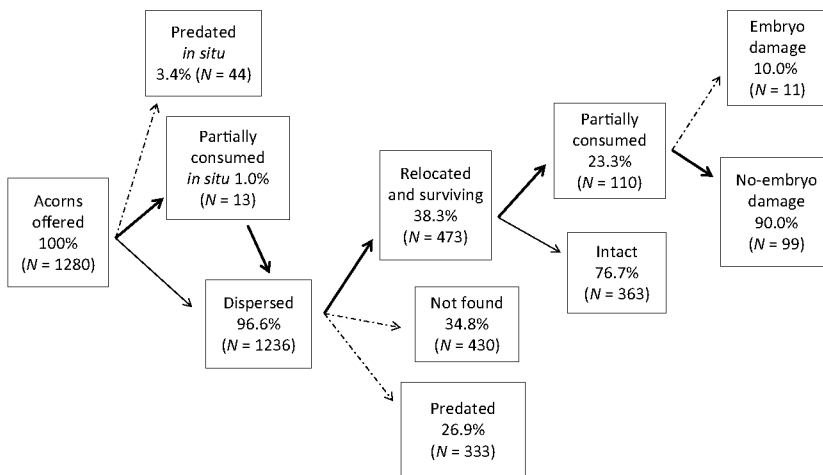 Predated
in situ
3.4% (N = 44)
Partially
consumed
in situ 1.0%
(N = 13)
Acorns
offered
100%
(N = 1280)
Dispersed
96.6%
(N = 1236)
Relocated
and surviving
38.3%
(N = 473)
Not found
34.8%
(N = 430)
Predated
26.9%
(N = 333)
Partially
consumed
23.3%
(N = 110)
Intact
76.7%
(N = 363)
Embryo
damage
10.0%
(N = 11)
No-embryo
damage
90.0%
(N = 99)